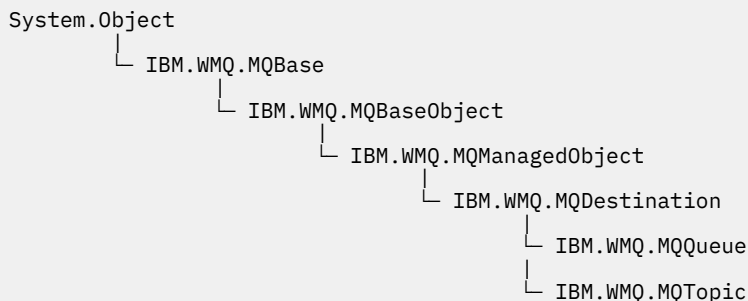 System.Object
IBM.WMQ.MQBase
IBM.WMQ.MQBaseObject
IBM.WMQ.MQManagedObject
IBM.WMQ.MQDestination
IBM.WMQ.MQQueue
IBM.WMQ.MQTopic